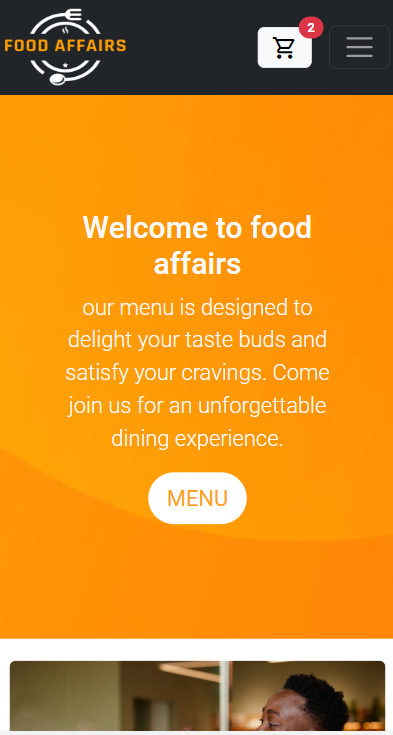 FOOD AFFAIRS
2
Welcome to food
affairs
our menu is designed to
delight your taste buds and
satisfy your cravings. Come
join us for an unforgettable
dining experience.
MENU